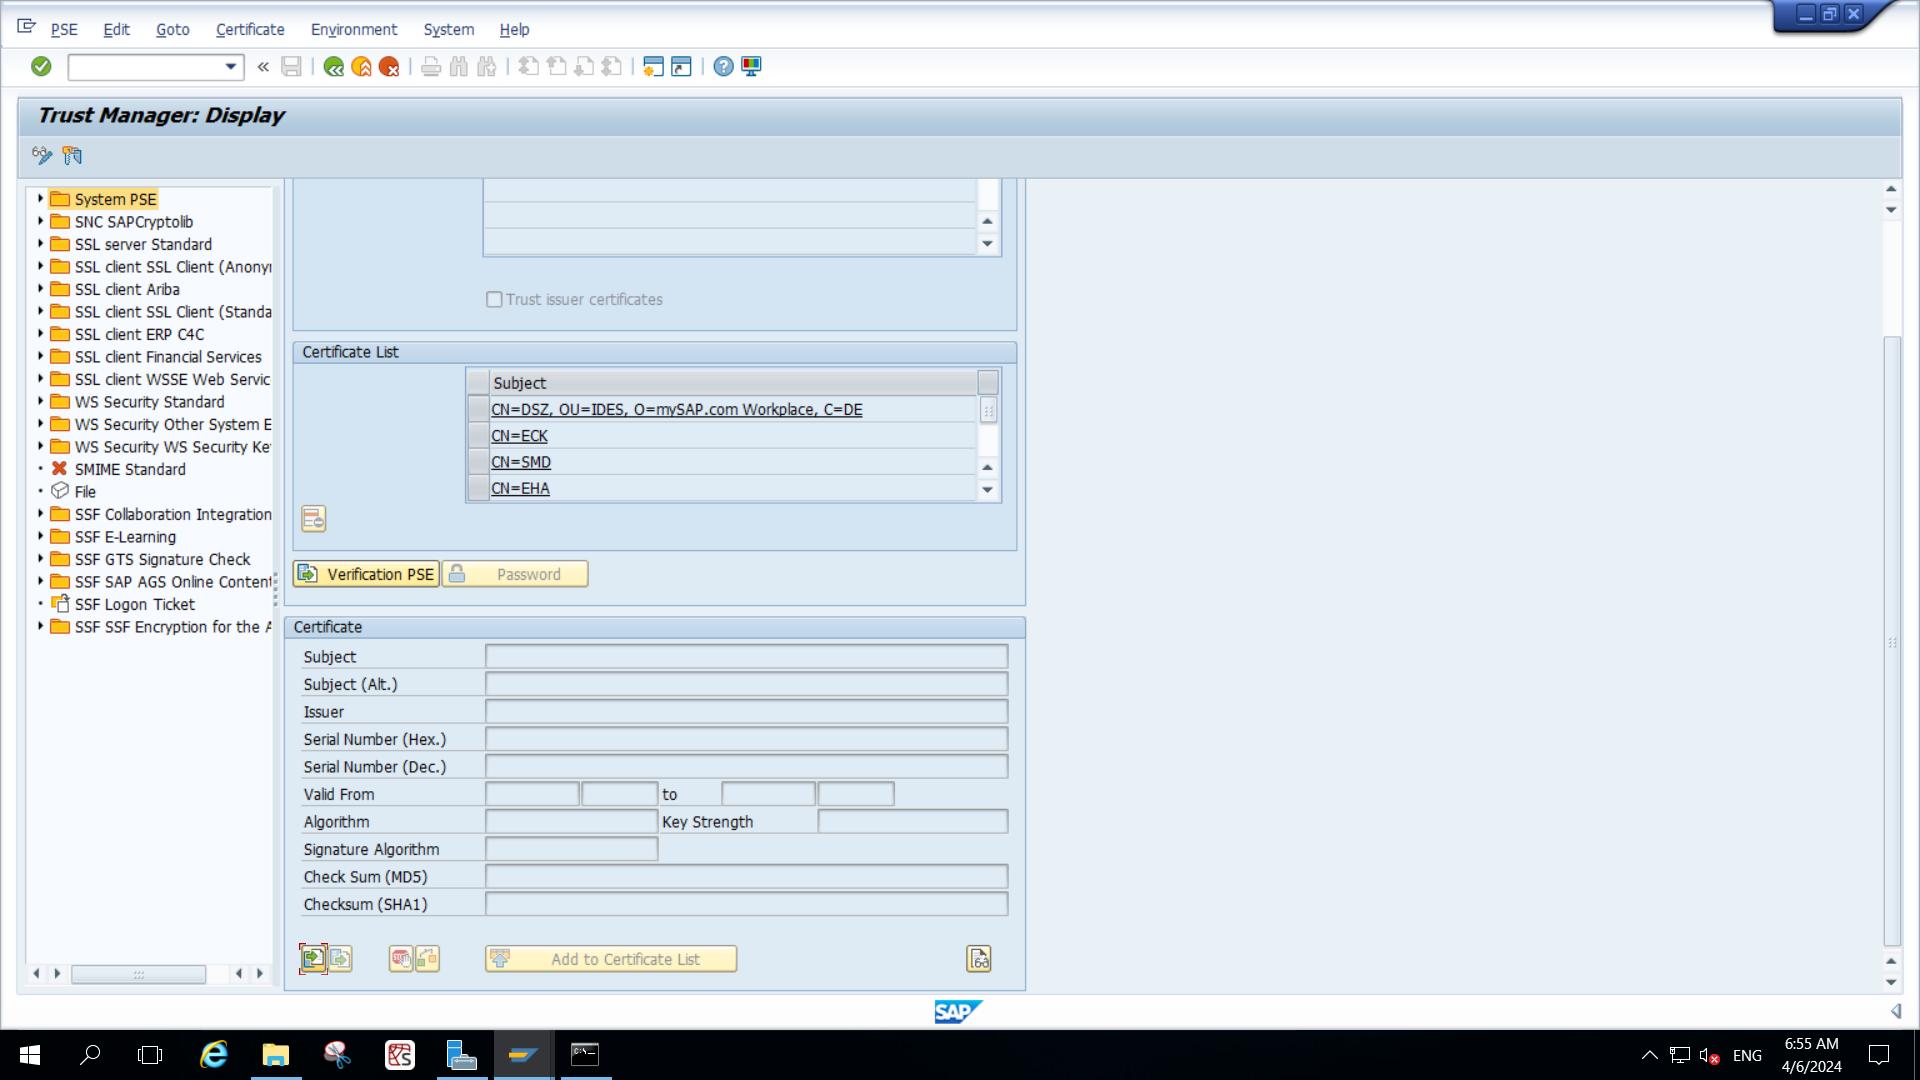 PSE Edit Goto Certificate Environment System Help
Trust Manager: Display
System PSE
SNC SAPCryptolib
SSL server Standard
SSL client SSL Client (Anony
SSL client Ariba
SSL client SSL Client (Standa
SSL client ERP C4C
SSL client Financial Services
SSL client WSSE Web Servic
WS Security Standard
WS Security Other System E
WS Security WS Security Ke
SMIME Standard
File
SSF Collaboration Integration
SSF E-Learning
SSF GTS Signature Check
SSF SAP AGS Online Content
SSF Logon Ticket
SSF SSF Encryption for the A
Trust issuer certificates
Certificate List
Subject
CN=DSZ, OU=IDES, O=mySAP.com Workplace, C=DE
CN=ECK
CN=SMD
CN=EHA
Verification PSE Password
Certificate
Subject
Subject (Alt.)
Issuer
Serial Number (Hex.)
Serial Number (Dec.)
Valid From to
Algorithm Key Strength
Signature Algorithm
Check Sum (MD5)
Checksum (SHA1)
Add to Certificate List
SAP
ENG
6:55 AM
4/6/2024